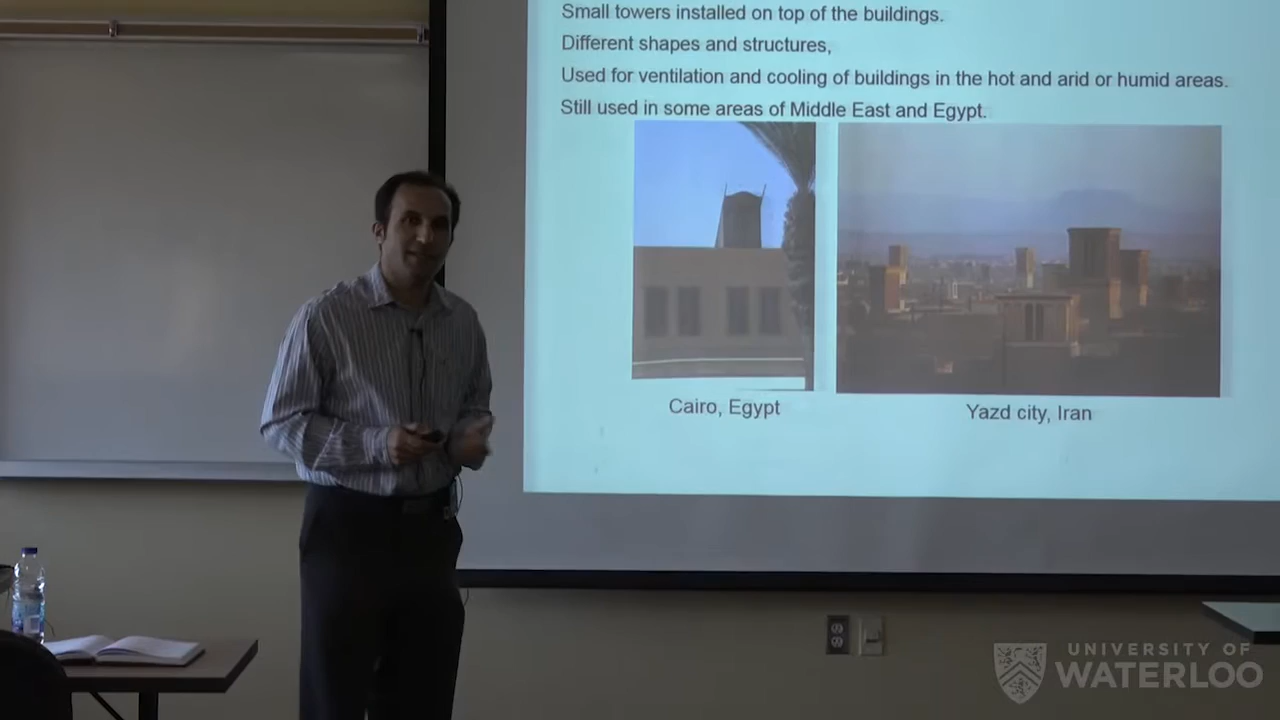 Small towers installed on top of the buildings.
Different shapes and structures,
Used for ventilation and cooling of buildings in the hot and arid or humid areas.
Still used in some areas of Middle East and Egypt.
Cairo, Egypt
Yazd city, Iran
UNIVERSITY OF
WATERLOO